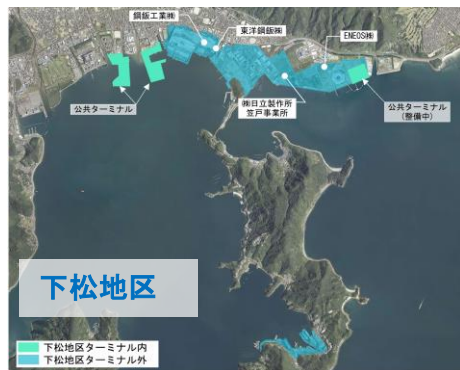 鋼鈑工業㈱
東洋鋼鈑㈱
ENEOS㈱
公共ターミナル
㈱日立製作所
笠戸事業所
公共ターミナル
(整備中)
下松地区
下松地区ターミナル内
下松地区ターミナル外